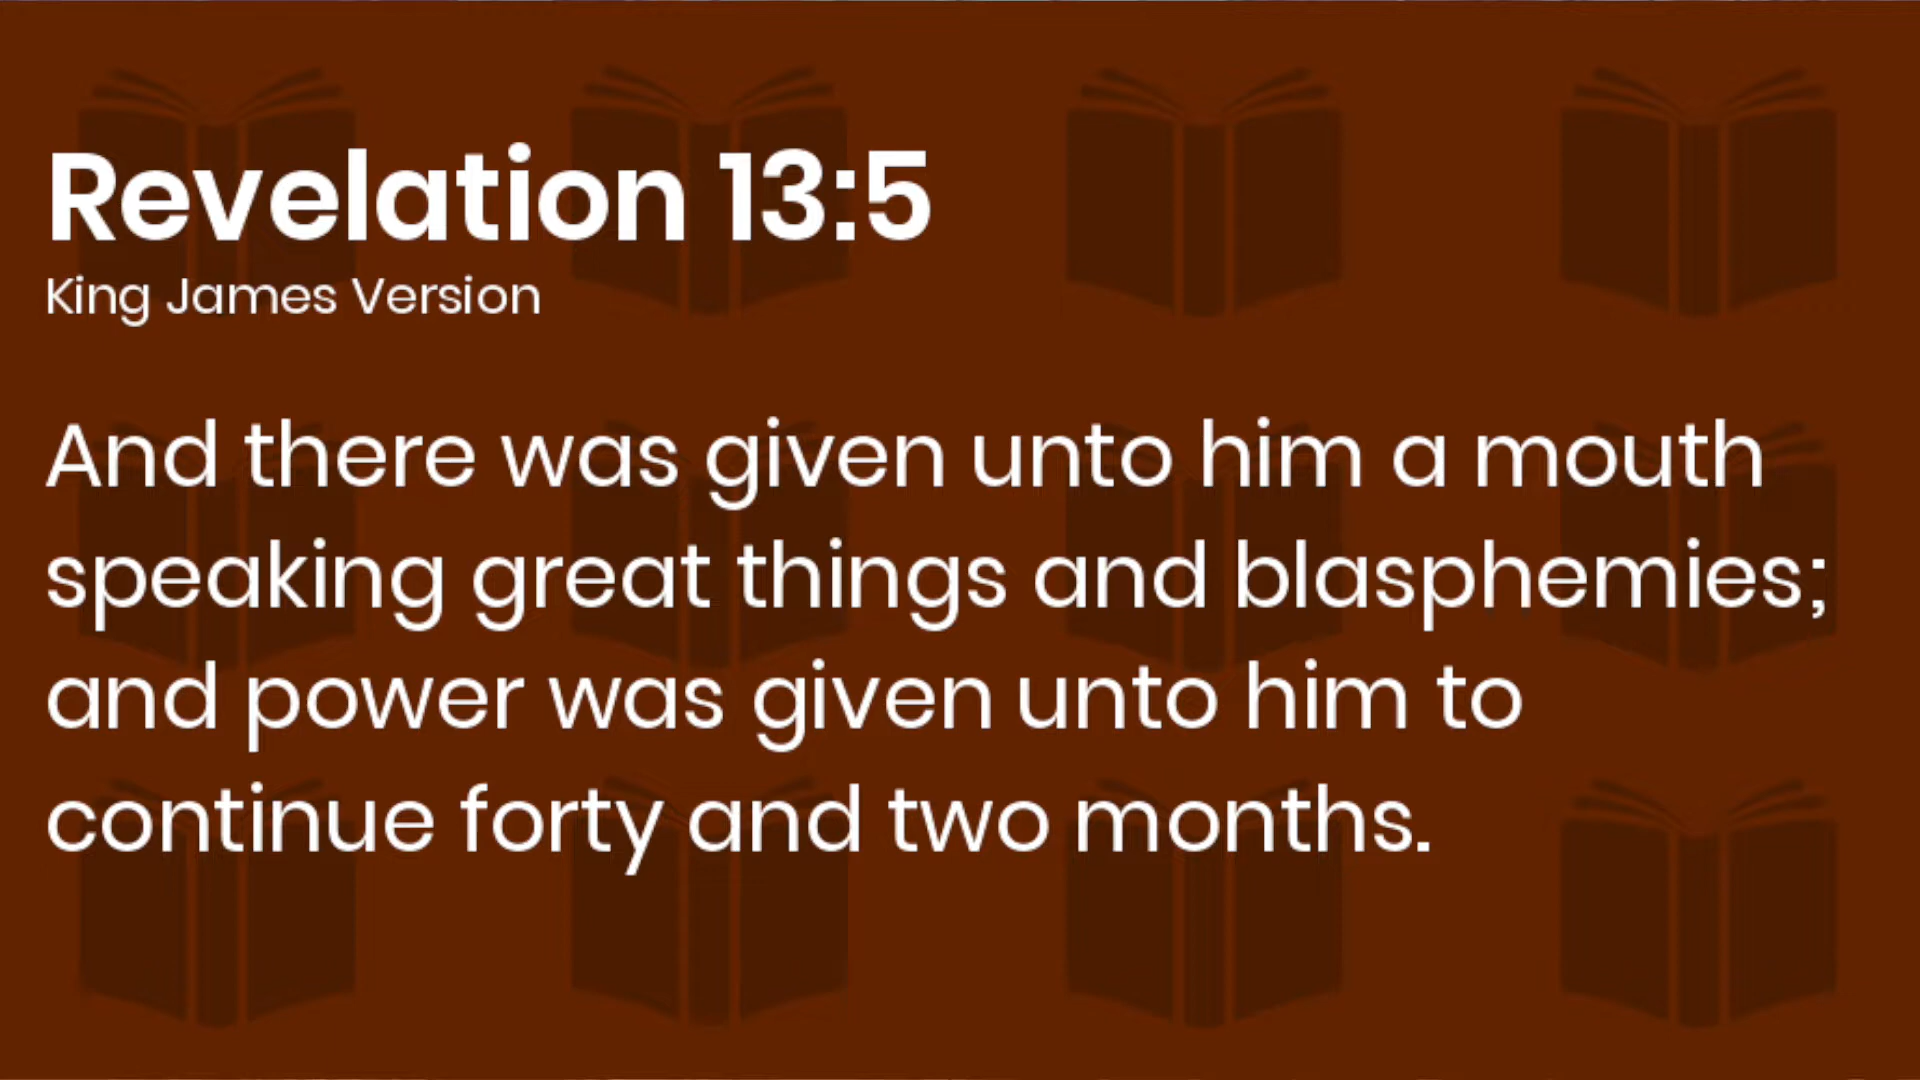 Revelation 13:5
King James Version
And there was given unto him a mouth
speaking great things and blasphemies;
and power was given unto him to
continue forty and two months.